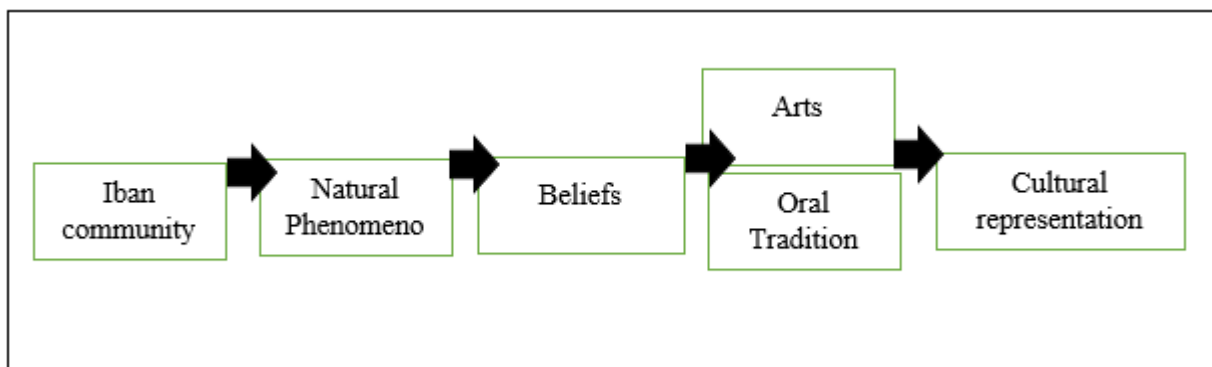 Iban
community
Natural
Phenomeno
Beliefs
Arts
Oral
Tradition
Cultural
representation